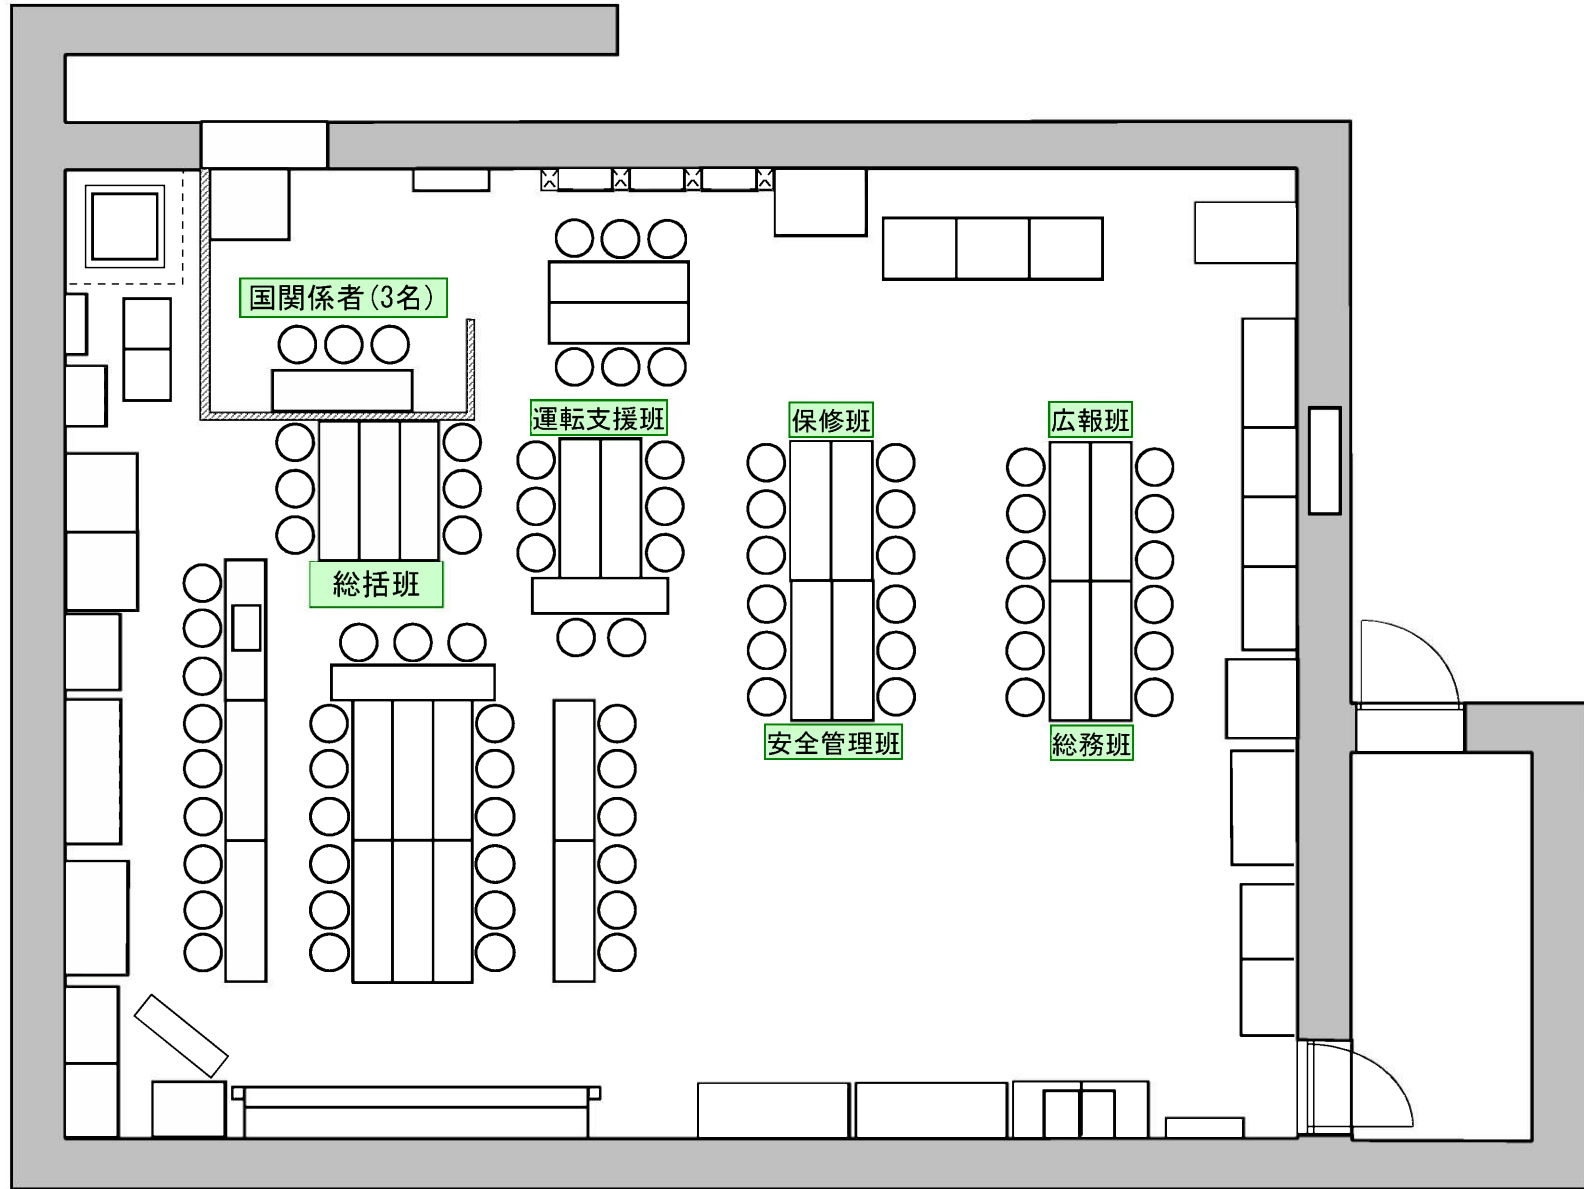 国関係者(3名)
運転支援班
保修班
広報班
総括班
安全管理班
総務班